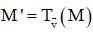 M' = T_v⃗ (M)